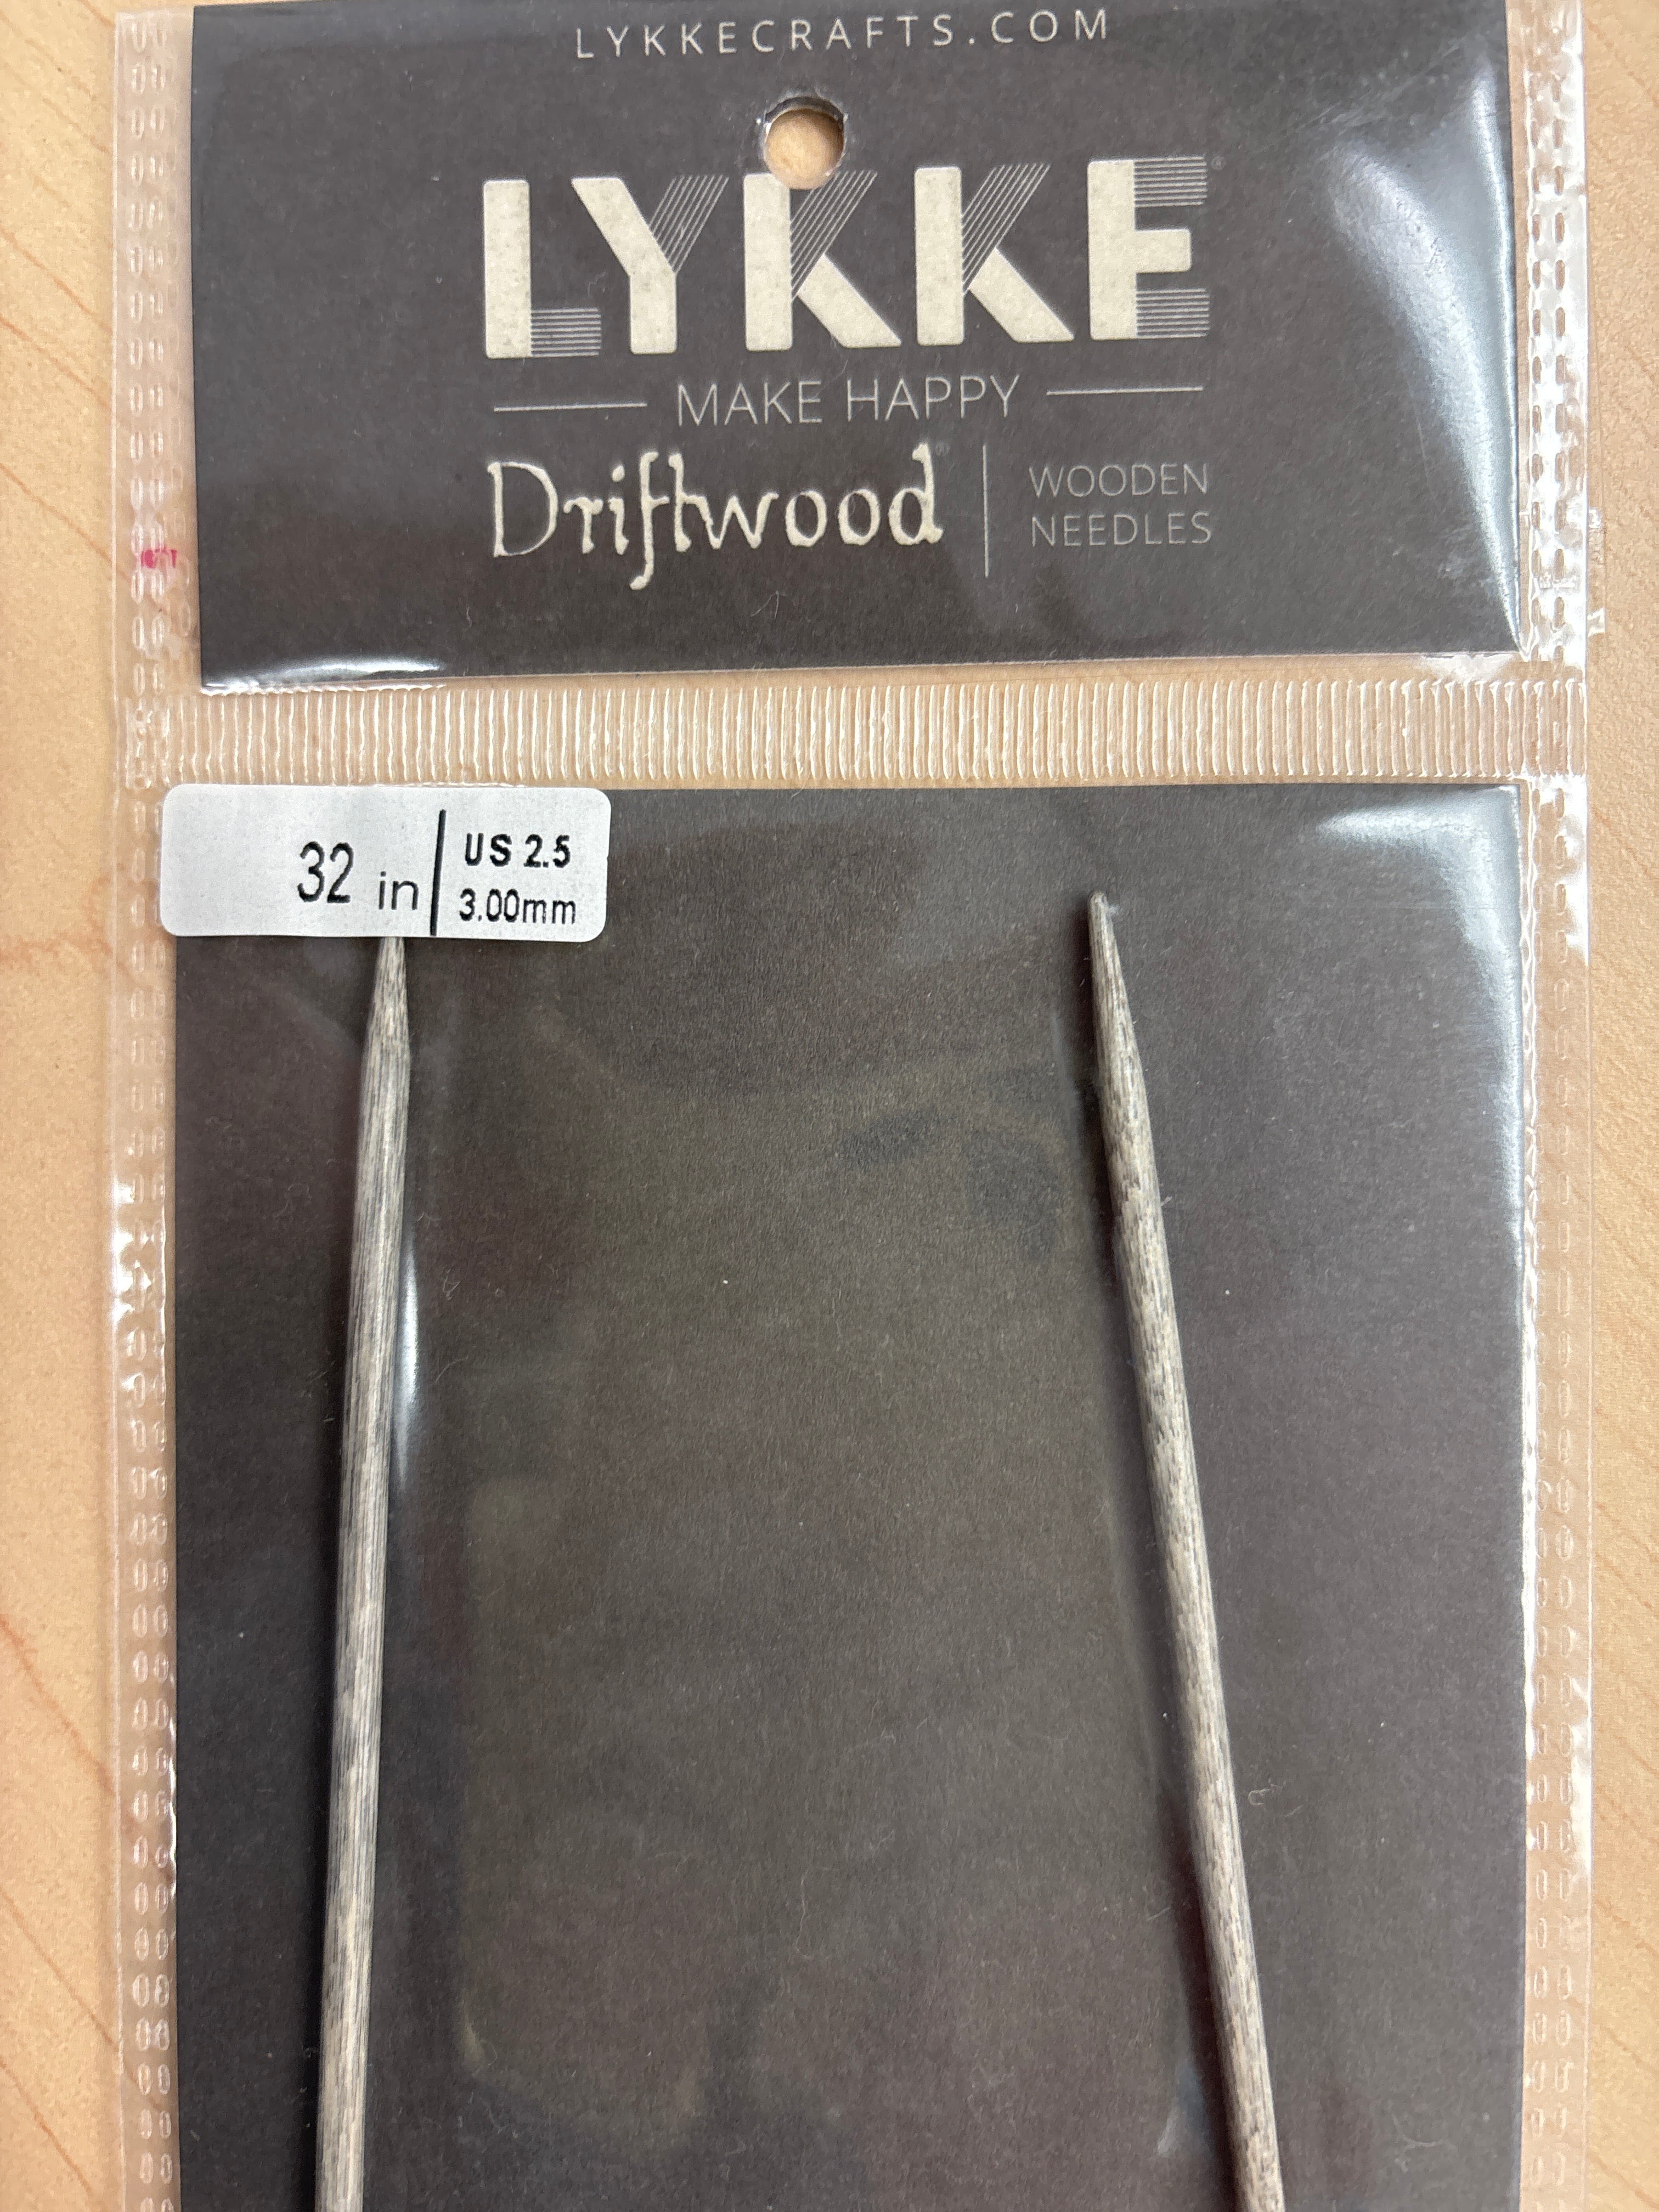 LYKKECRAFTS.COM
LYKKE®
MAKE HAPPY
Driftwood® | WOODEN
NEEDLES
32 in | US 2.5
3.00mm